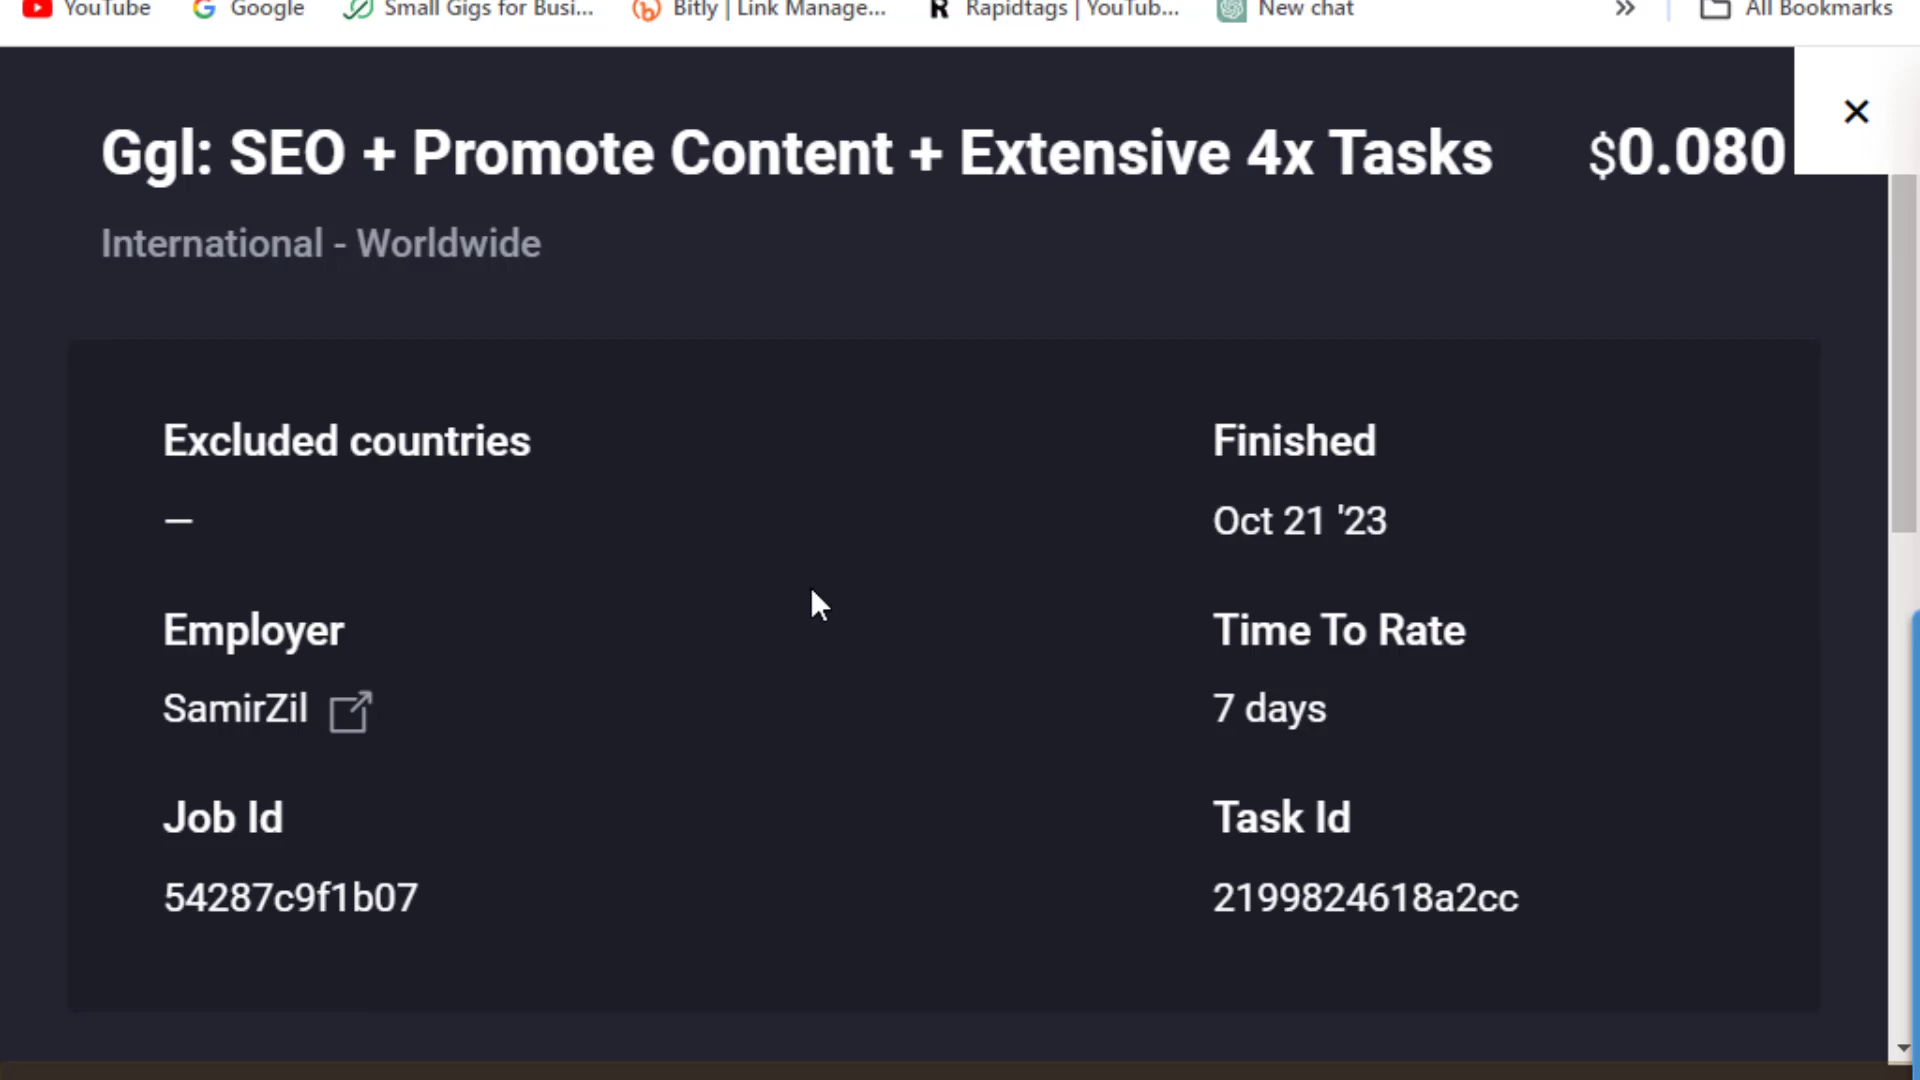 YouTube Google Small Gigs for Busi... Bitly | Link Manage... Rapidtags | YouTub... New chat » All Bookmarks
Ggl: SEO + Promote Content + Extensive 4x Tasks $0.080
International - Worldwide
Excluded countries Finished
— Oct 21 '23
Employer Time To Rate
SamirZil 7 days
Job Id Task Id
54287c9f1b07 2199824618a2cc